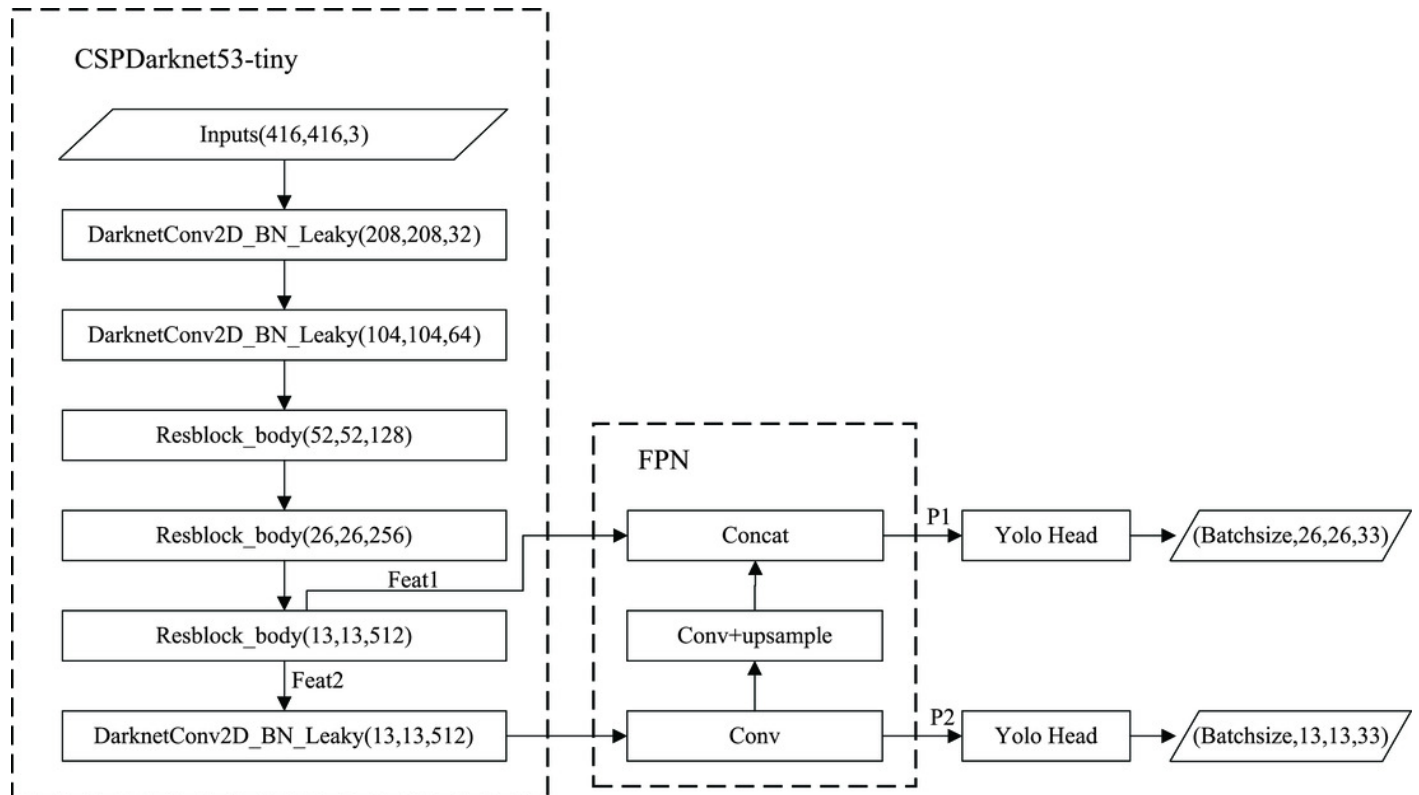 CSPDarknet53-tiny
Inputs(416,416,3)
DarknetConv2D_BN_Leaky(208,208,32)
DarknetConv2D_BN_Leaky(104,104,64)
Resblock_body(52,52,128)
Resblock_body(26,26,256)
Feat1
Resblock_body(13,13,512)
Feat2
DarknetConv2D_BN_Leaky(13,13,512)
FPN
Concat
Conv+upsample
Conv
P1
Yolo Head
(Batchsize,26,26,33)
P2
Yolo Head
(Batchsize,13,13,33)